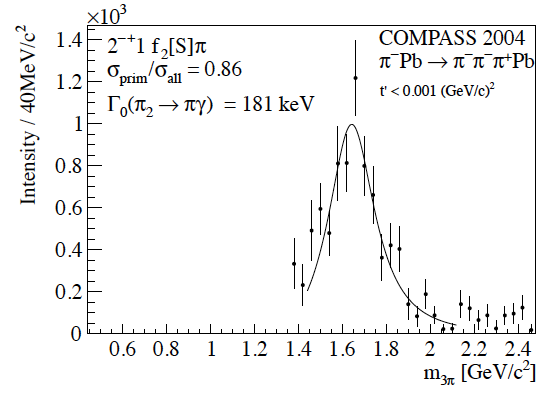 ×10³
Intensity / 40MeV/c²
1.4
1.2
1
0.8
0.6
0.4
0.2
0
2⁻⁺1 f₂[S]π
σprim/σall = 0.86
Γ₀(π₂ → πγ) = 181 keV
COMPASS 2004
π⁻Pb → π⁻π⁻π⁺Pb
t' < 0.001 (GeV/c)²
0.6 0.8 1 1.2 1.4 1.6 1.8 2 2.2 2.4
m₃π [GeV/c²]